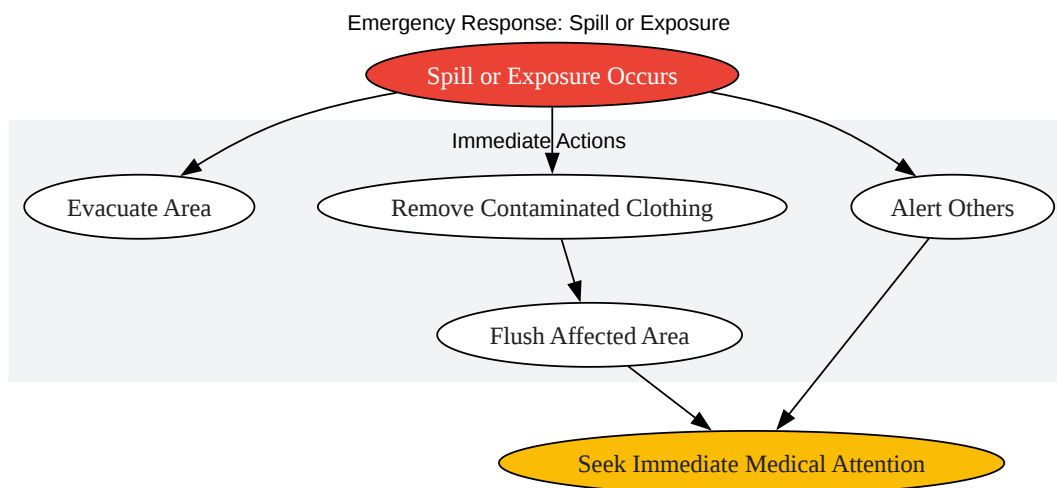 Emergency Response: Spill or Exposure
Spill or Exposure Occurs
Immediate Actions
Evacuate Area
Remove Contaminated Clothing
Alert Others
Flush Affected Area
Seek Immediate Medical Attention